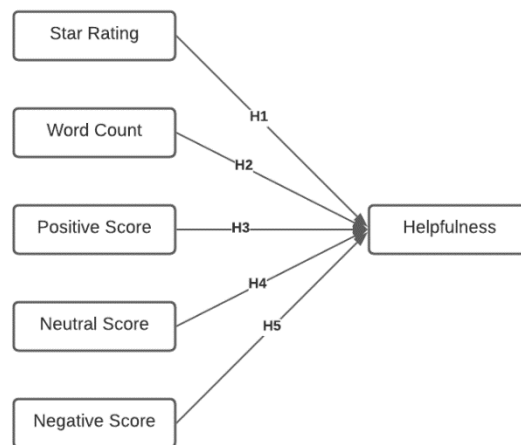 Star Rating
H1
Word Count
H2
Positive Score
H3
Helpfulness
Neutral Score
H4
H5
Negative Score